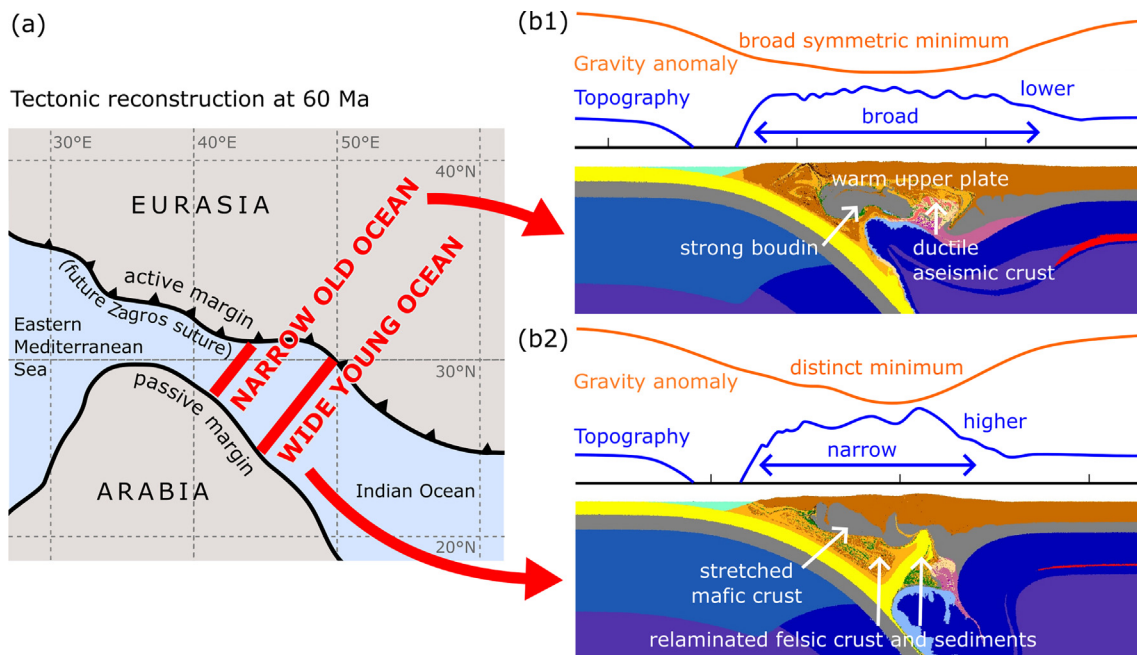 (a)
Tectonic reconstruction at 60 Ma
30°E
40°E
50°E
40°N
EURASIA
active margin
(future Zagros suture)
Eastern
Mediterranean
Sea
NARROW OLD OCEAN
WIDE YOUNG OCEAN
30°N
passive margin
ARABIA
Indian Ocean
20°N
(b1)
broad symmetric minimum
Gravity anomaly
Topography
lower
broad
warm upper plate
strong boudin
ductile
aseismic crust
(b2)
Gravity anomaly
distinct minimum
Topography
higher
narrow
stretched
mafic crust
relaminated felsic crust and sediments